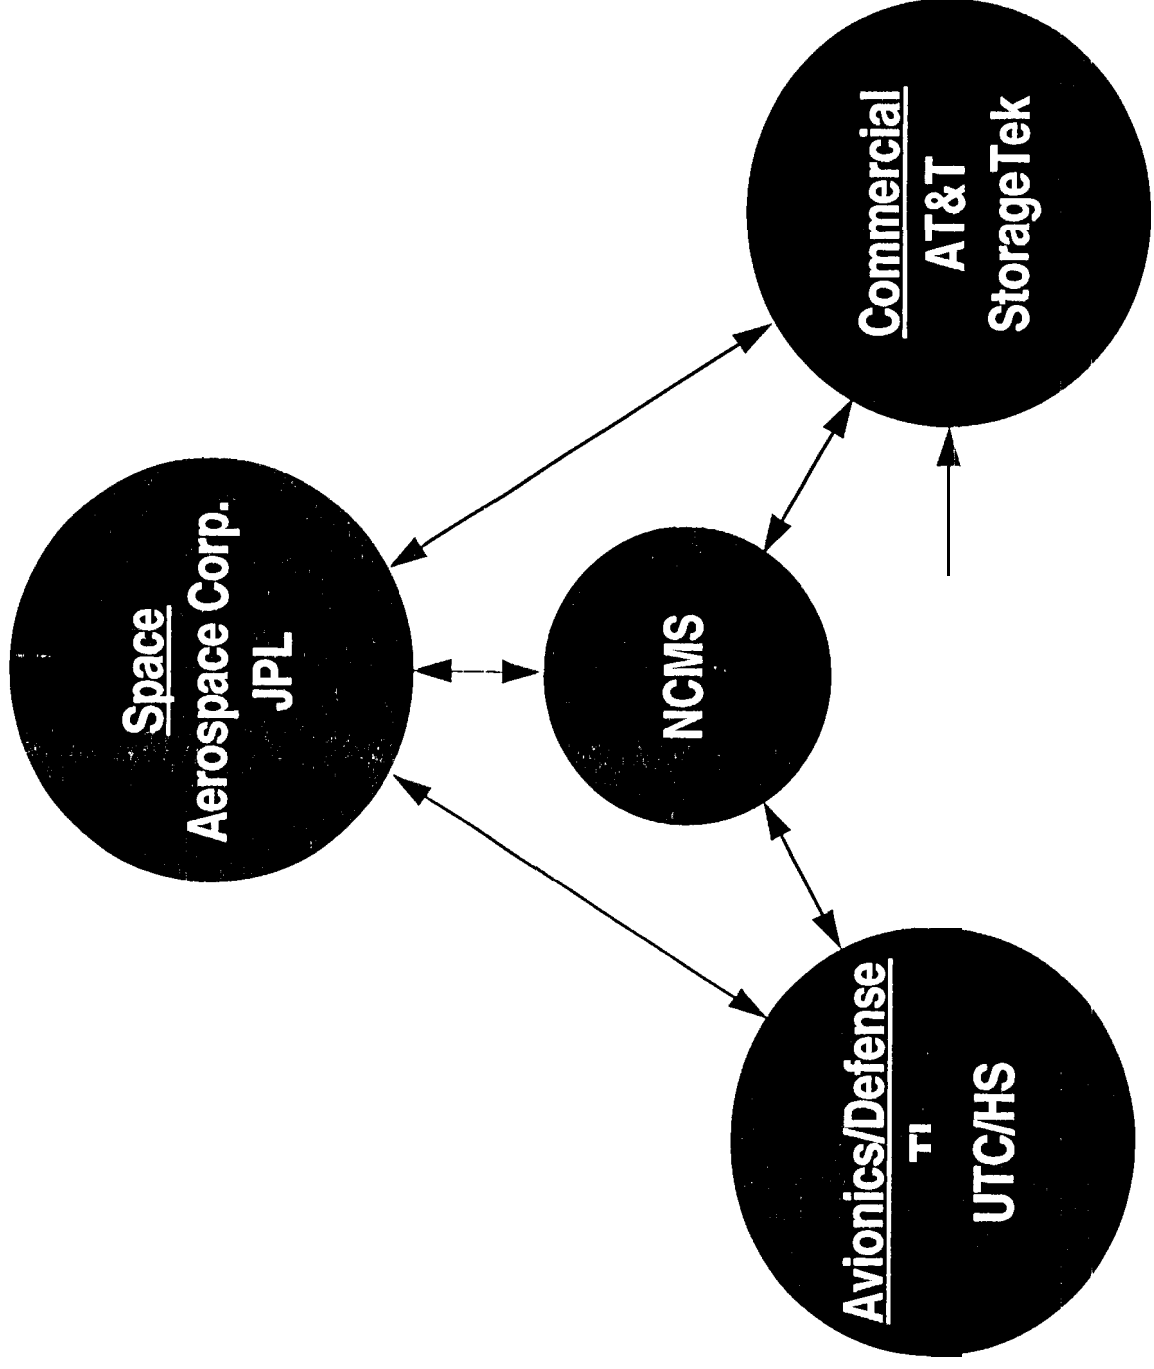 Space
Aerospace Corp.
JPL
NCMS
Avionics/Defense
TI
UTC/HS
Commercial
AT&T
StorageTek